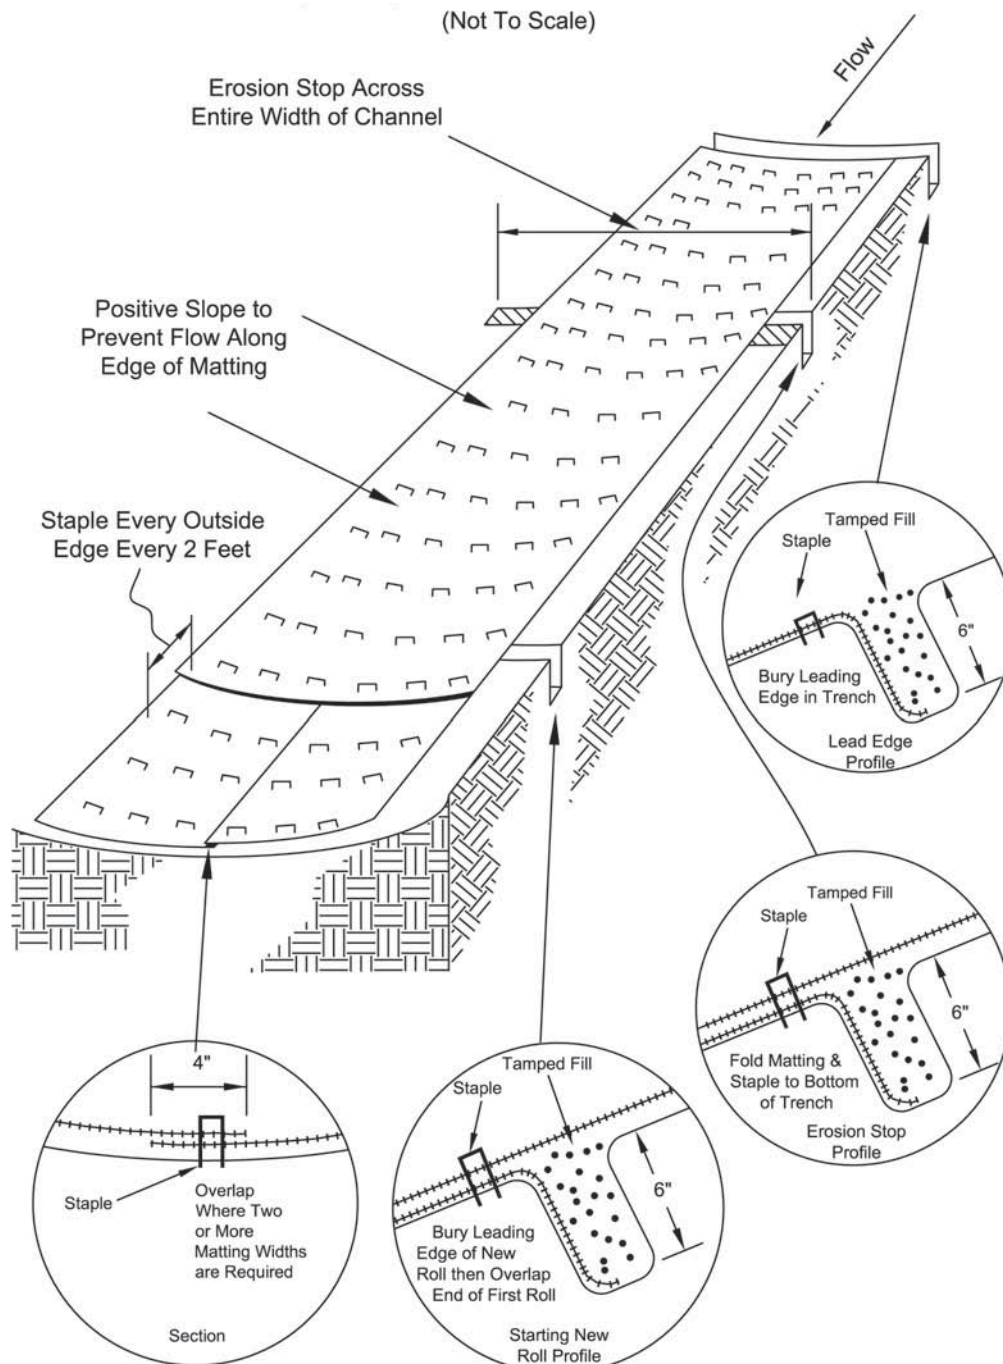 (Not To Scale)
Flow
Erosion Stop Across
Entire Width of Channel
Positive Slope to
Prevent Flow Along
Edge of Matting
Staple Every Outside
Edge Every 2 Feet
Tamped Fill
Staple
6"
Bury Leading
Edge in Trench
Lead Edge
Profile
Tamped Fill
Staple
6"
Fold Matting &
Staple to Bottom
of Trench
Erosion Stop
Profile
4"
Staple
Overlap
Where Two
or More
Matting Widths
are Required
Section
Tamped Fill
Staple
6"
Bury Leading
Edge of New
Roll then Overlap
End of First Roll
Starting New
Roll Profile